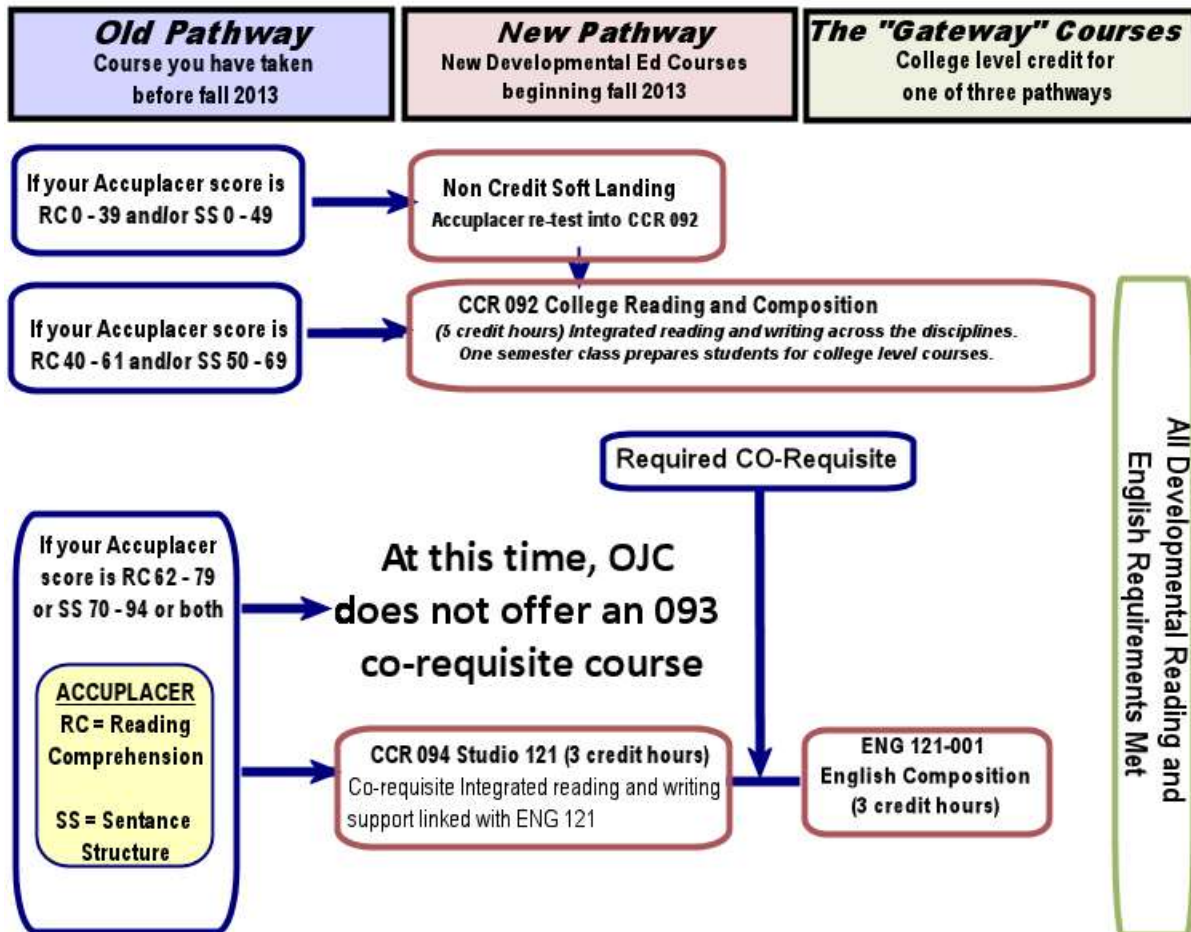 Old Pathway
Course you have taken
before fall 2013
New Pathway
New Developmental Ed Courses
beginning fall 2013
The "Gateway" Courses
College level credit for
one of three pathways
If your Accuplacer score is
RC 0 - 39 and/or SS 0 - 49
Non Credit Soft Landing
Accuplacer re-test into CCR 092
If your Accuplacer score is
RC 40 - 61 and/or SS 50 - 69
CCR 092 College Reading and Composition
(5 credit hours) Integrated reading and writing across the disciplines.
One semester class prepares students for college level courses.
Required CO-Requisite
If your Accuplacer
score is RC 62 - 79
or SS 70 - 94 or both
At this time, OJC
does not offer an 093
co-requisite course
ACCUPLACER
RC = Reading
Comprehension
SS = Sentance
Structure
CCR 094 Studio 121 (3 credit hours)
Co-requisite Integrated reading and writing
support linked with ENG 121
ENG 121-001
English Composition
(3 credit hours)
All Developmental Reading and
English Requirements Met